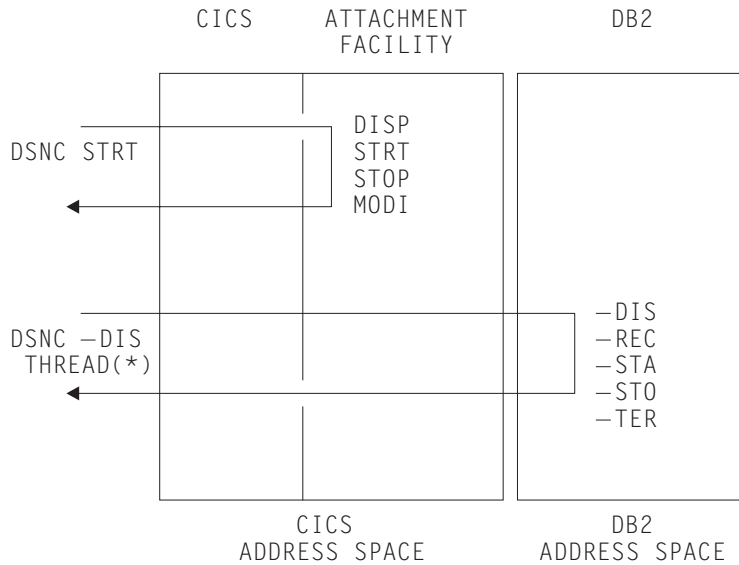 CICS ATTACHMENT FACILITY DB2
DSNC STRT
DISP
STRT
STOP
MODI
DSNC —DIS
THREAD(*)
—DIS
—REC
—STA
—STO
—TER
CICS
ADDRESS SPACE
DB2
ADDRESS SPACE